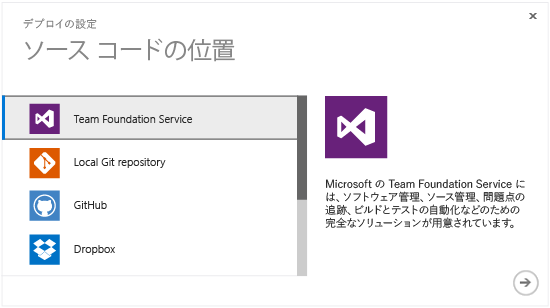 デプロイの設定
ソース コードの位置
Team Foundation Service
Local Git repository
GitHub
Dropbox
Microsoft の Team Foundation Service に
は、ソフトウェア管理、ソース管理、問題点の
追跡、ビルドとテストの自動化などのための
完全なソリューションが用意されています。